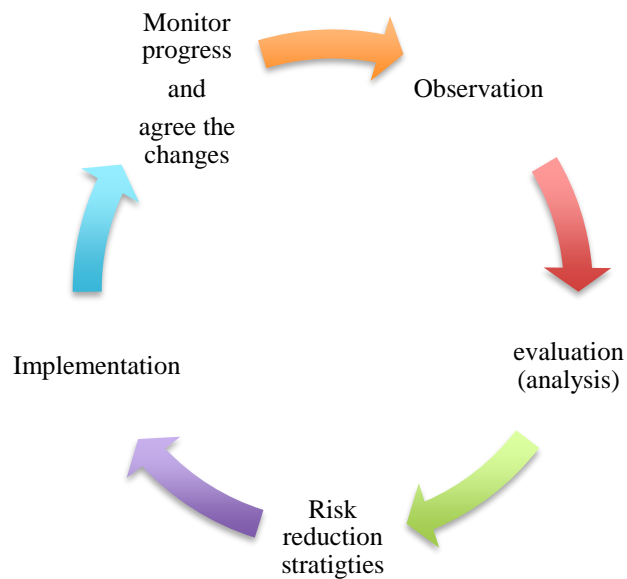 Monitor
progress
and
agree the
changes
Observation
evaluation
(analysis)
Risk
reduction
stratigties
Implementation